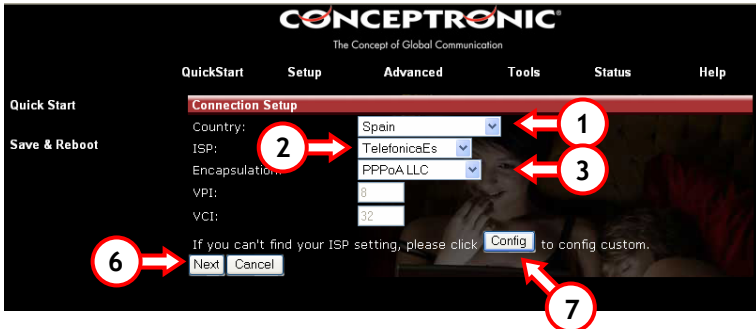 CONCEPTRONIC®
The Concept of Global Communication
QuickStart Setup Advanced Tools Status Help
Quick Start
Save & Reboot
Connection Setup
Country: Spain 1
2 ISP: TelefonicaEs
Encapsulation: PPPoA LLC 3
VPI: 8
VCI: 32
If you can't find your ISP setting, please click Config to config custom.
6 Next Cancel
7